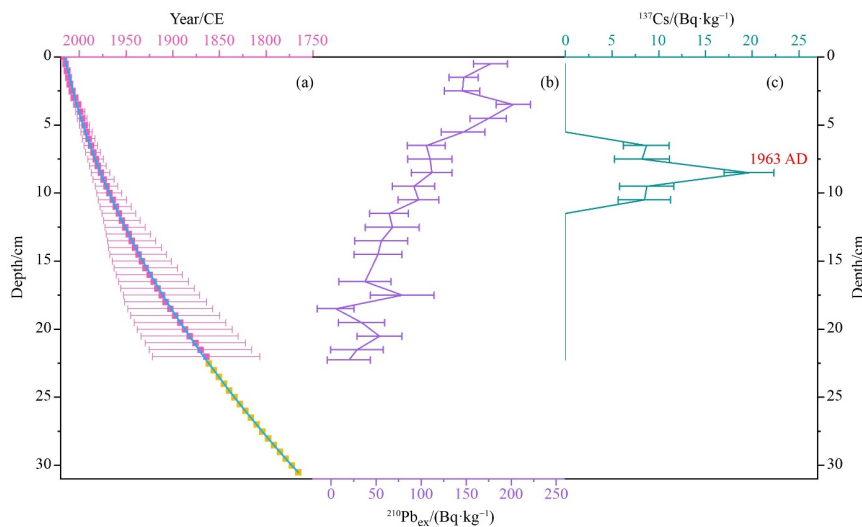 Year/CE
¹³⁷Cs/(Bq·kg⁻¹)
2000 1950 1900 1850 1800 1750
0 5 10 15 20 25
0 0
(a) (b) (c)
5 5
1963 AD
10 10
Depth/cm Depth/cm
15 15
20 20
25 25
30 30
0 50 100 150 200 250
²¹⁰Pbₑₓ/(Bq·kg⁻¹)